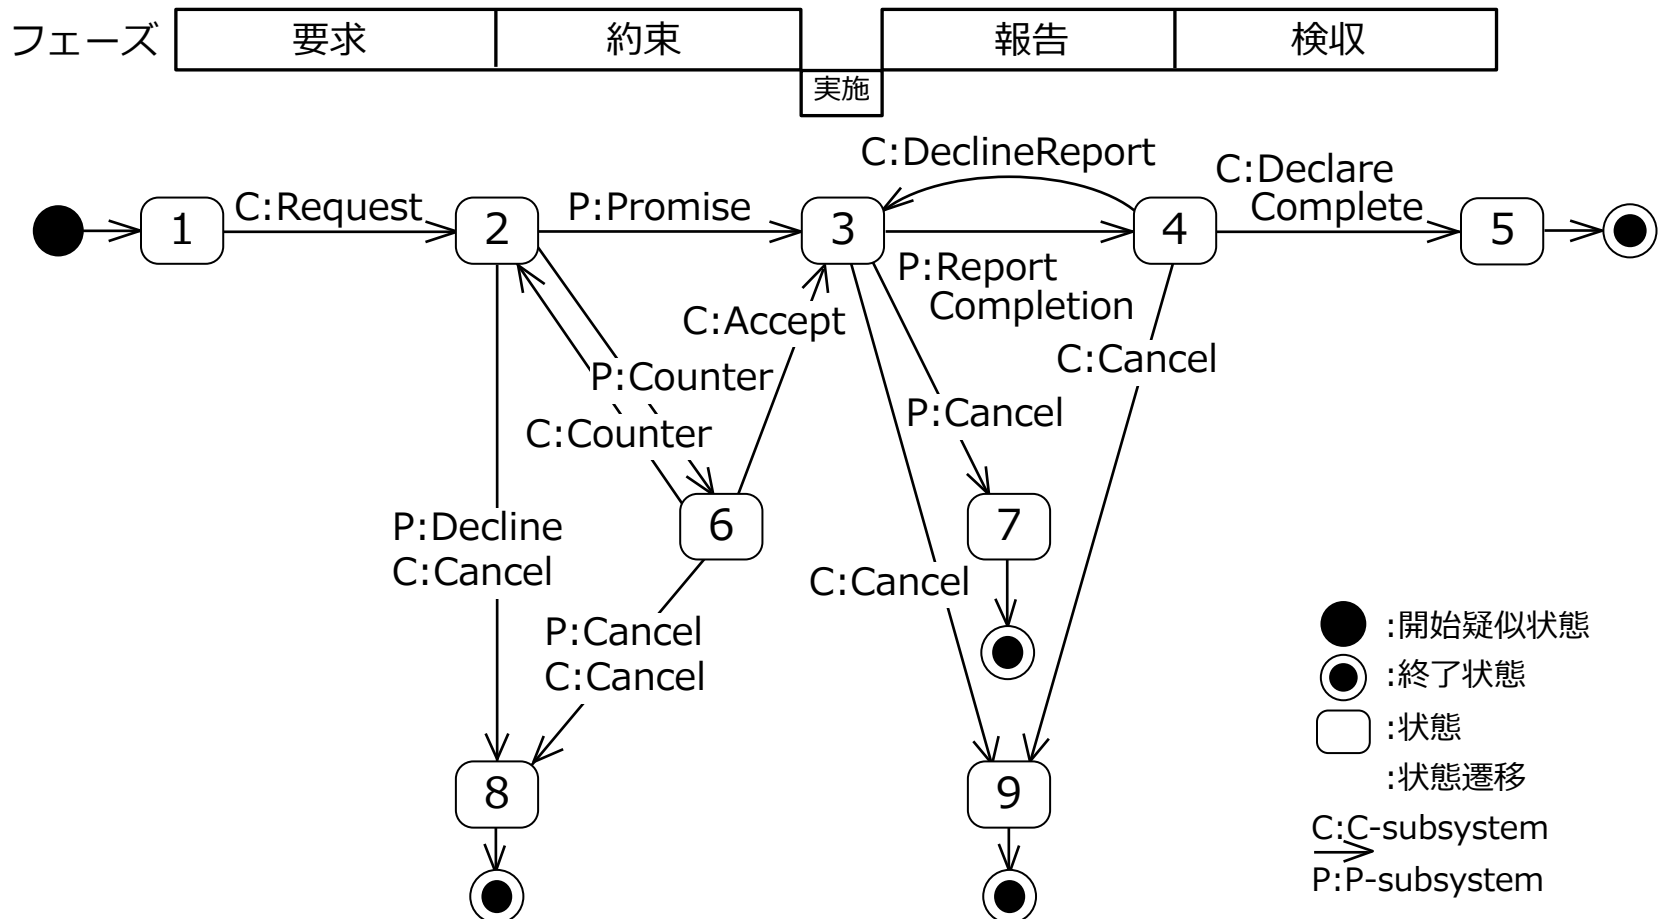 フェーズ
要求
約束
報告
検収
実施
C:DeclineReport
C:Declare
Complete
1
C:Request
2
P:Promise
3
4
5
P:Report
Completion
C:Accept
C:Cancel
P:Counter
P:Cancel
C:Counter
6
7
P:Decline
C:Cancel
C:Cancel
P:Cancel
C:Cancel
8
9
:開始疑似状態
:終了状態
:状態
:状態遷移
C:C-subsystem
P:P-subsystem